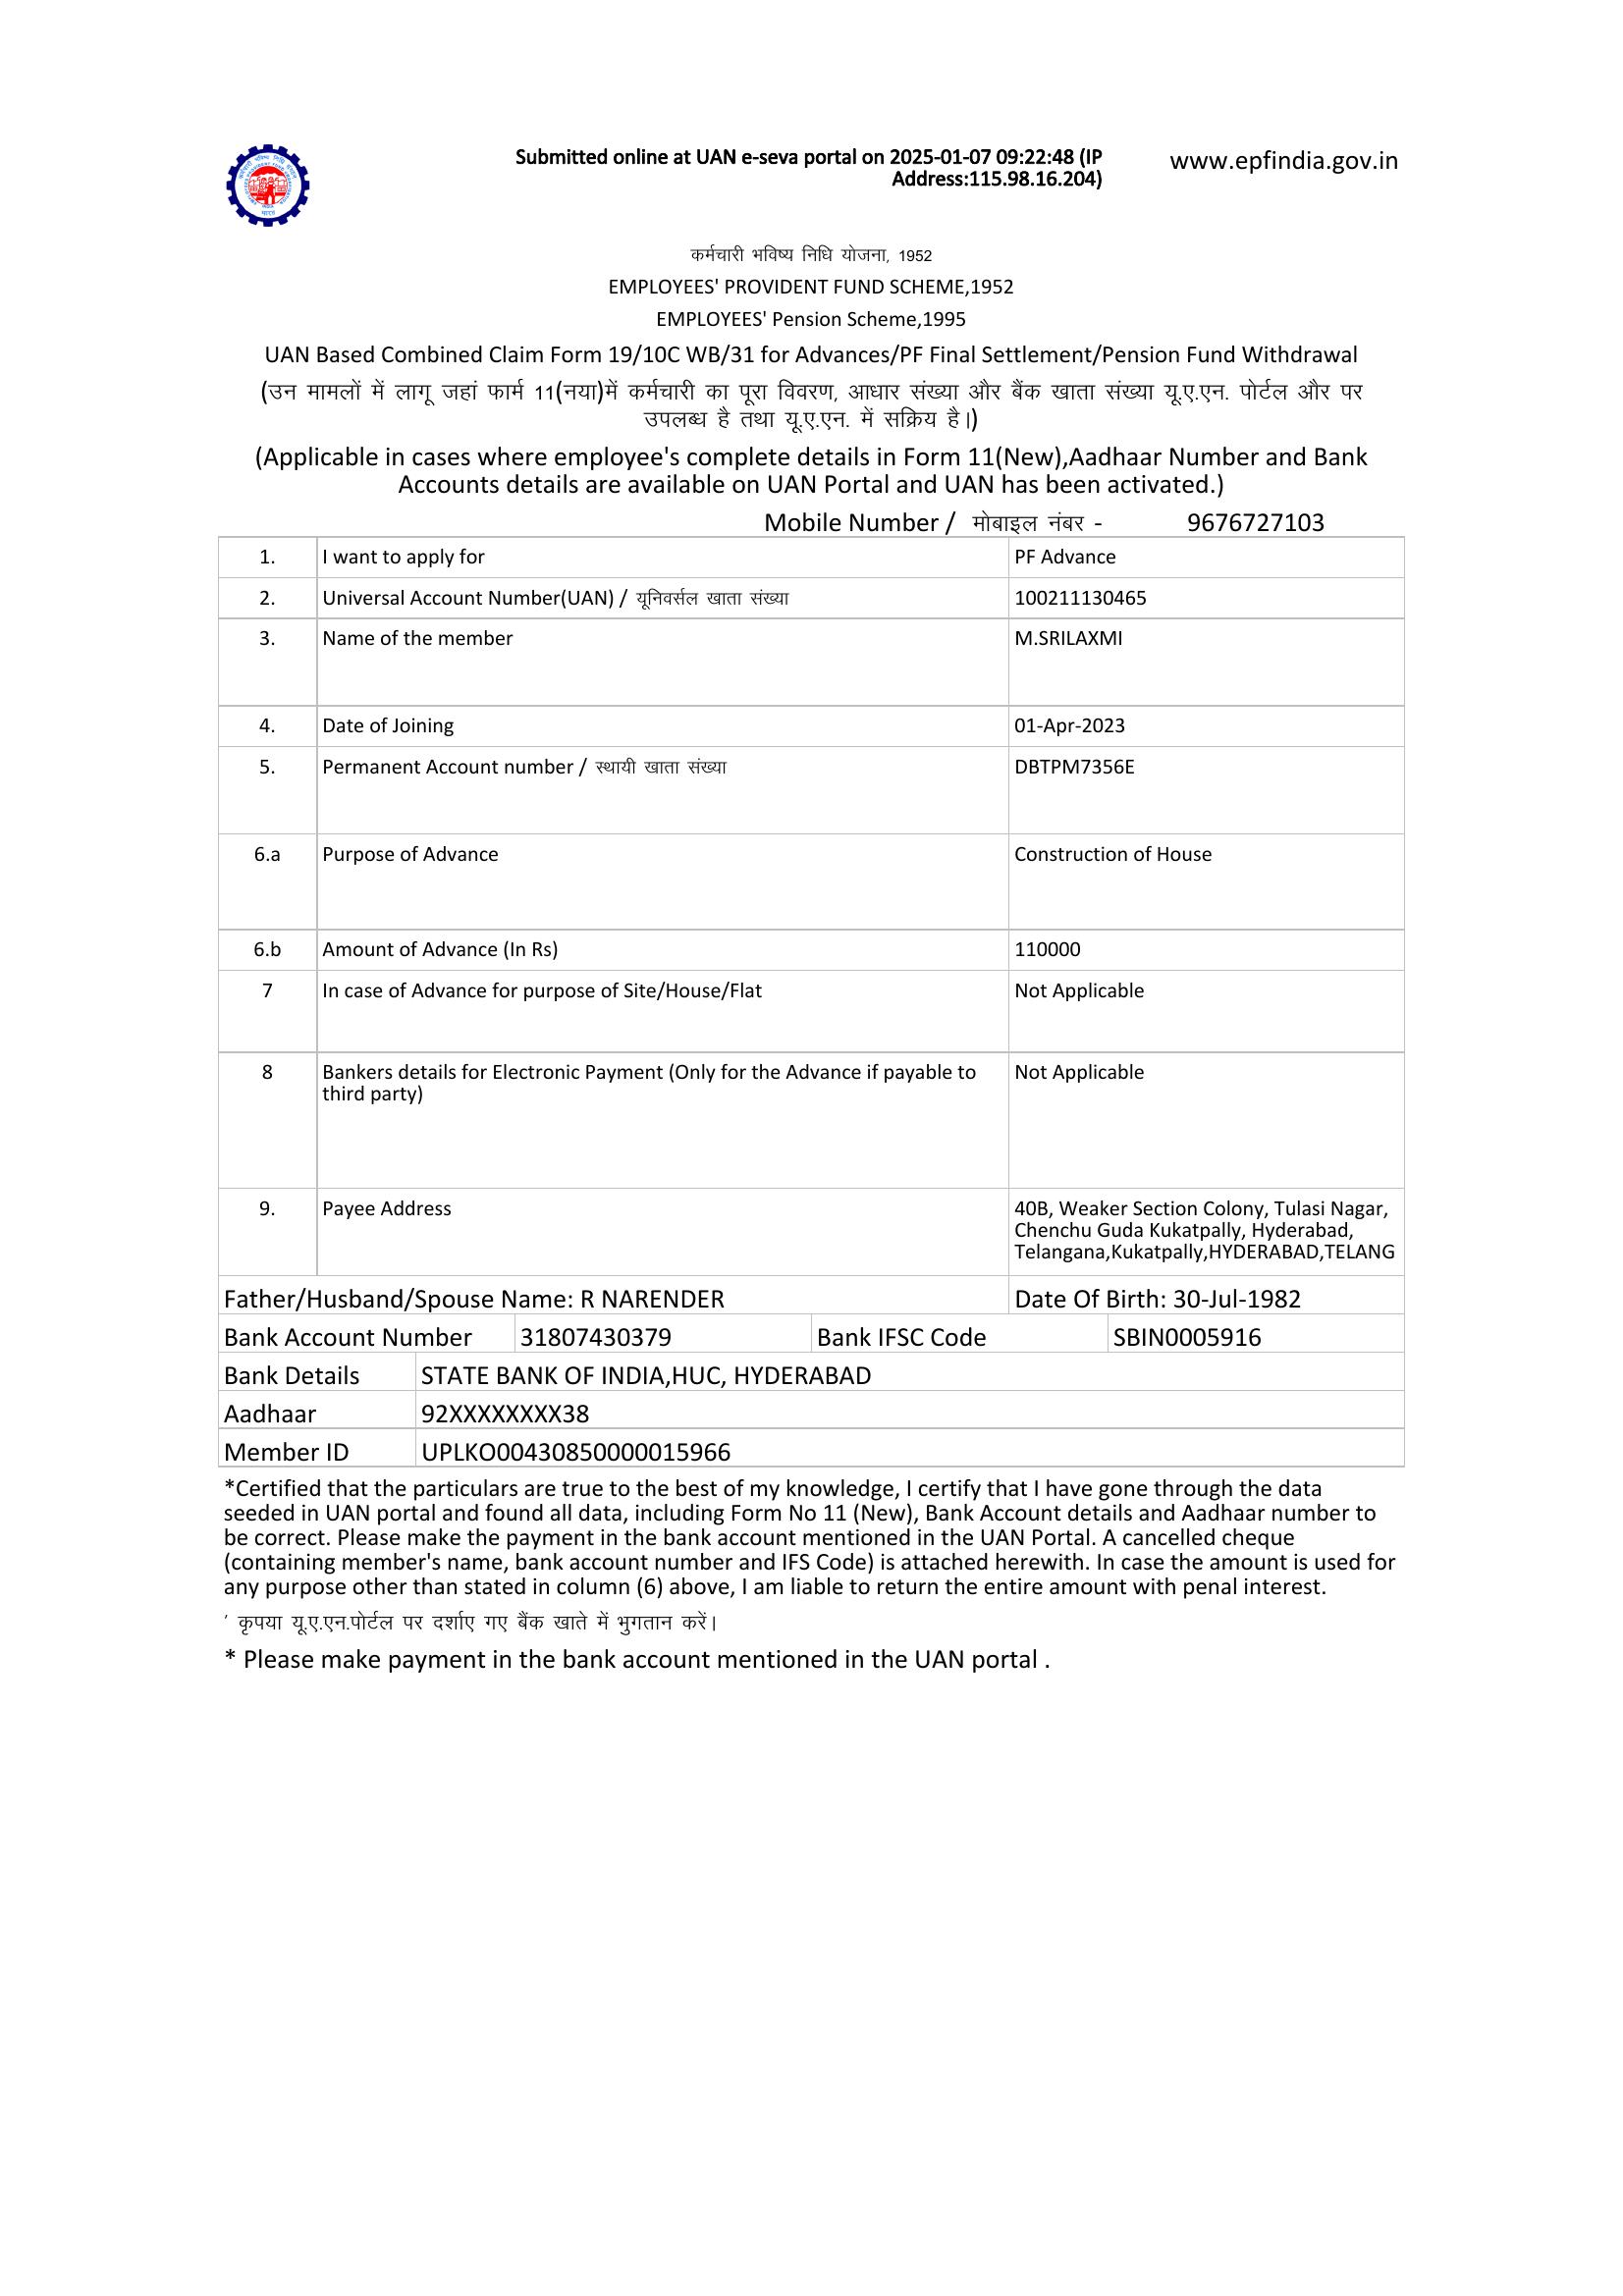 Submitted online at UAN e-seva portal on 2025-01-07 09:22:48 (IP
Address:115.98.16.204)
www.epfindia.gov.in
कर्मचारी भविष्य निधि योजना, 1952
EMPLOYEES' PROVIDENT FUND SCHEME,1952
EMPLOYEES' Pension Scheme,1995
UAN Based Combined Claim Form 19/10C WB/31 for Advances/PF Final Settlement/Pension Fund Withdrawal
(उन मामलों में लागू जहां फार्म 11(नया)में कर्मचारी का पूरा विवरण, आधार संख्या और बैंक खाता संख्या यू.ए.एन. पोर्टल और पर
उपलब्ध है तथा यू.ए.एन. में सक्रिय है।)
(Applicable in cases where employee's complete details in Form 11(New),Aadhaar Number and Bank
Accounts details are available on UAN Portal and UAN has been activated.)
Mobile Number / मोबाइल नंबर - 9676727103
1. I want to apply for PF Advance
2. Universal Account Number(UAN) / यूनिवर्सल खाता संख्या 100211130465
3. Name of the member M.SRILAXMI
4. Date of Joining 01-Apr-2023
5. Permanent Account number / स्थायी खाता संख्या DBTPM7356E
6.a Purpose of Advance Construction of House
6.b Amount of Advance (In Rs) 110000
7 In case of Advance for purpose of Site/House/Flat Not Applicable
8 Bankers details for Electronic Payment (Only for the Advance if payable to Not Applicable
third party)
9. Payee Address 40B, Weaker Section Colony, Tulasi Nagar,
Chenchu Guda Kukatpally, Hyderabad,
Telangana,Kukatpally,HYDERABAD,TELANG
Father/Husband/Spouse Name: R NARENDER Date Of Birth: 30-Jul-1982
Bank Account Number 31807430379 Bank IFSC Code SBIN0005916
Bank Details STATE BANK OF INDIA,HUC, HYDERABAD
Aadhaar 92XXXXXXXX38
Member ID UPLKO00430850000015966
*Certified that the particulars are true to the best of my knowledge, I certify that I have gone through the data
seeded in UAN portal and found all data, including Form No 11 (New), Bank Account details and Aadhaar number to
be correct. Please make the payment in the bank account mentioned in the UAN Portal. A cancelled cheque
(containing member's name, bank account number and IFS Code) is attached herewith. In case the amount is used for
any purpose other than stated in column (6) above, I am liable to return the entire amount with penal interest.
' कृपया यू.ए.एन.पोर्टल पर दर्शाए गए बैंक खाते में भुगतान करें।
* Please make payment in the bank account mentioned in the UAN portal .